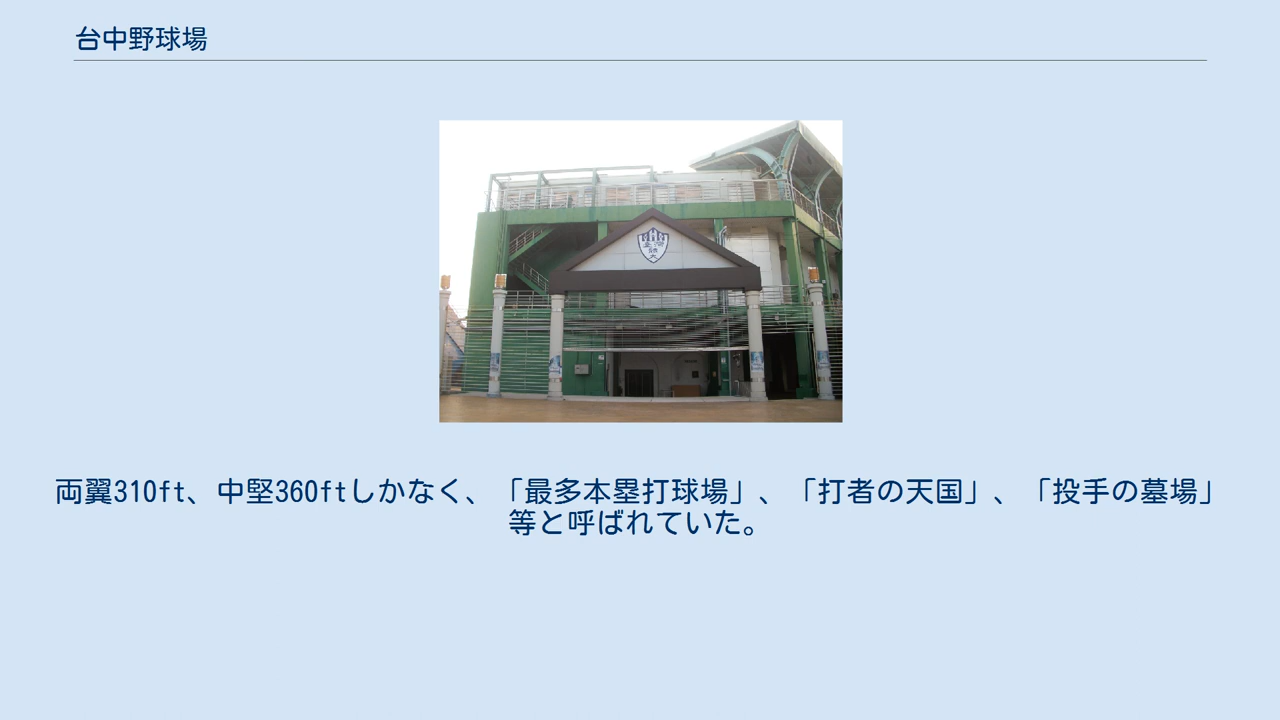 台中野球場
両翼310ft、中堅360ftしかなく、「最多本塁打球場」、「打者の天国」、「投手の墓場」
等と呼ばれていた。